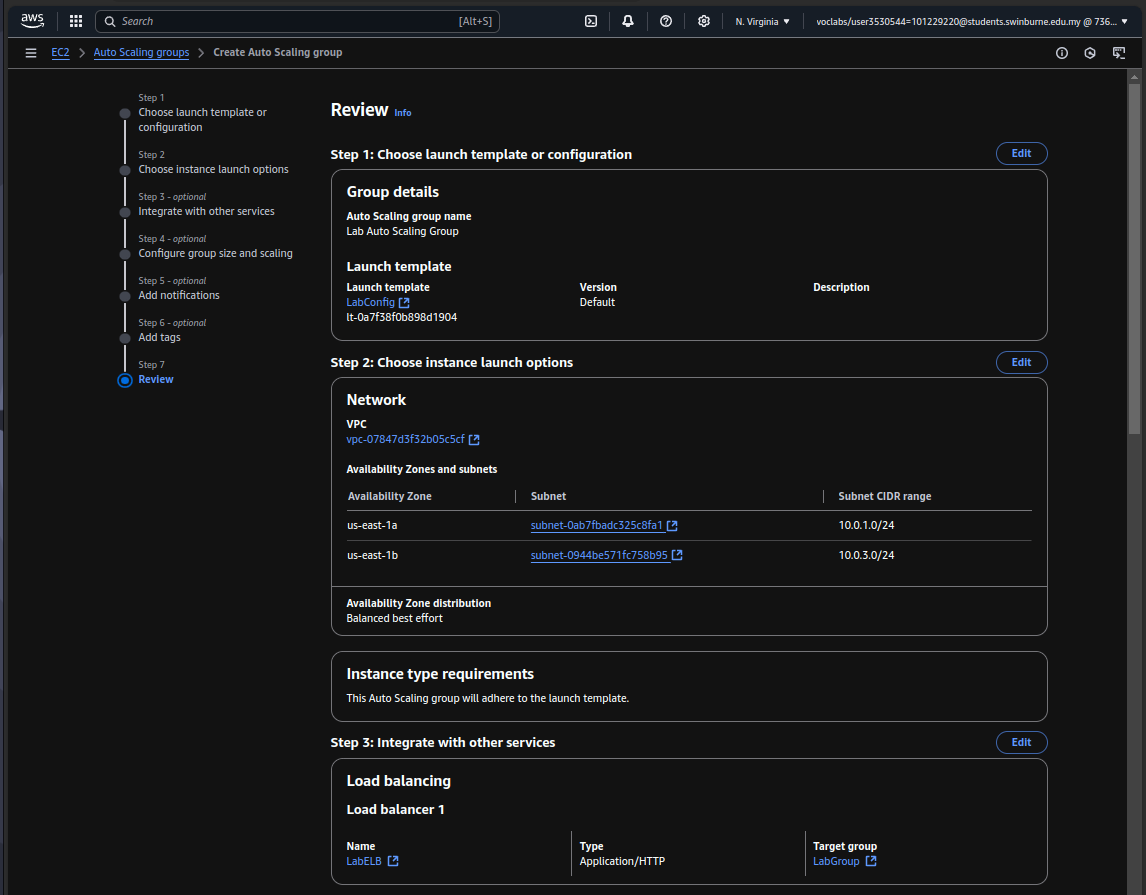 aws
Search [Alt+S]
N. Virginia
voclabs/user3530544=101229220@students.swinburne.edu.my @ 736...
EC2 > Auto Scaling groups > Create Auto Scaling group
Step 1
Choose launch template or
configuration
Step 2
Choose instance launch options
Step 3 - optional
Integrate with other services
Step 4 - optional
Configure group size and scaling
Step 5 - optional
Add notifications
Step 6 - optional
Add tags
Step 7
Review
Review Info
Step 1: Choose launch template or configuration
Edit
Group details
Auto Scaling group name
Lab Auto Scaling Group
Launch template
Launch template Version Description
LabConfig Default
lt-0a7f38f0b898d1904
Step 2: Choose instance launch options
Edit
Network
VPC
vpc-07847d3f32b05c5cf
Availability Zones and subnets
Availability Zone Subnet Subnet CIDR range
us-east-1a subnet-0ab7fbadc325c8fa1 10.0.1.0/24
us-east-1b subnet-0944be571fc758b95 10.0.3.0/24
Availability Zone distribution
Balanced best effort
Instance type requirements
This Auto Scaling group will adhere to the launch template.
Step 3: Integrate with other services
Edit
Load balancing
Load balancer 1
Name Type Target group
LabELB Application/HTTP LabGroup